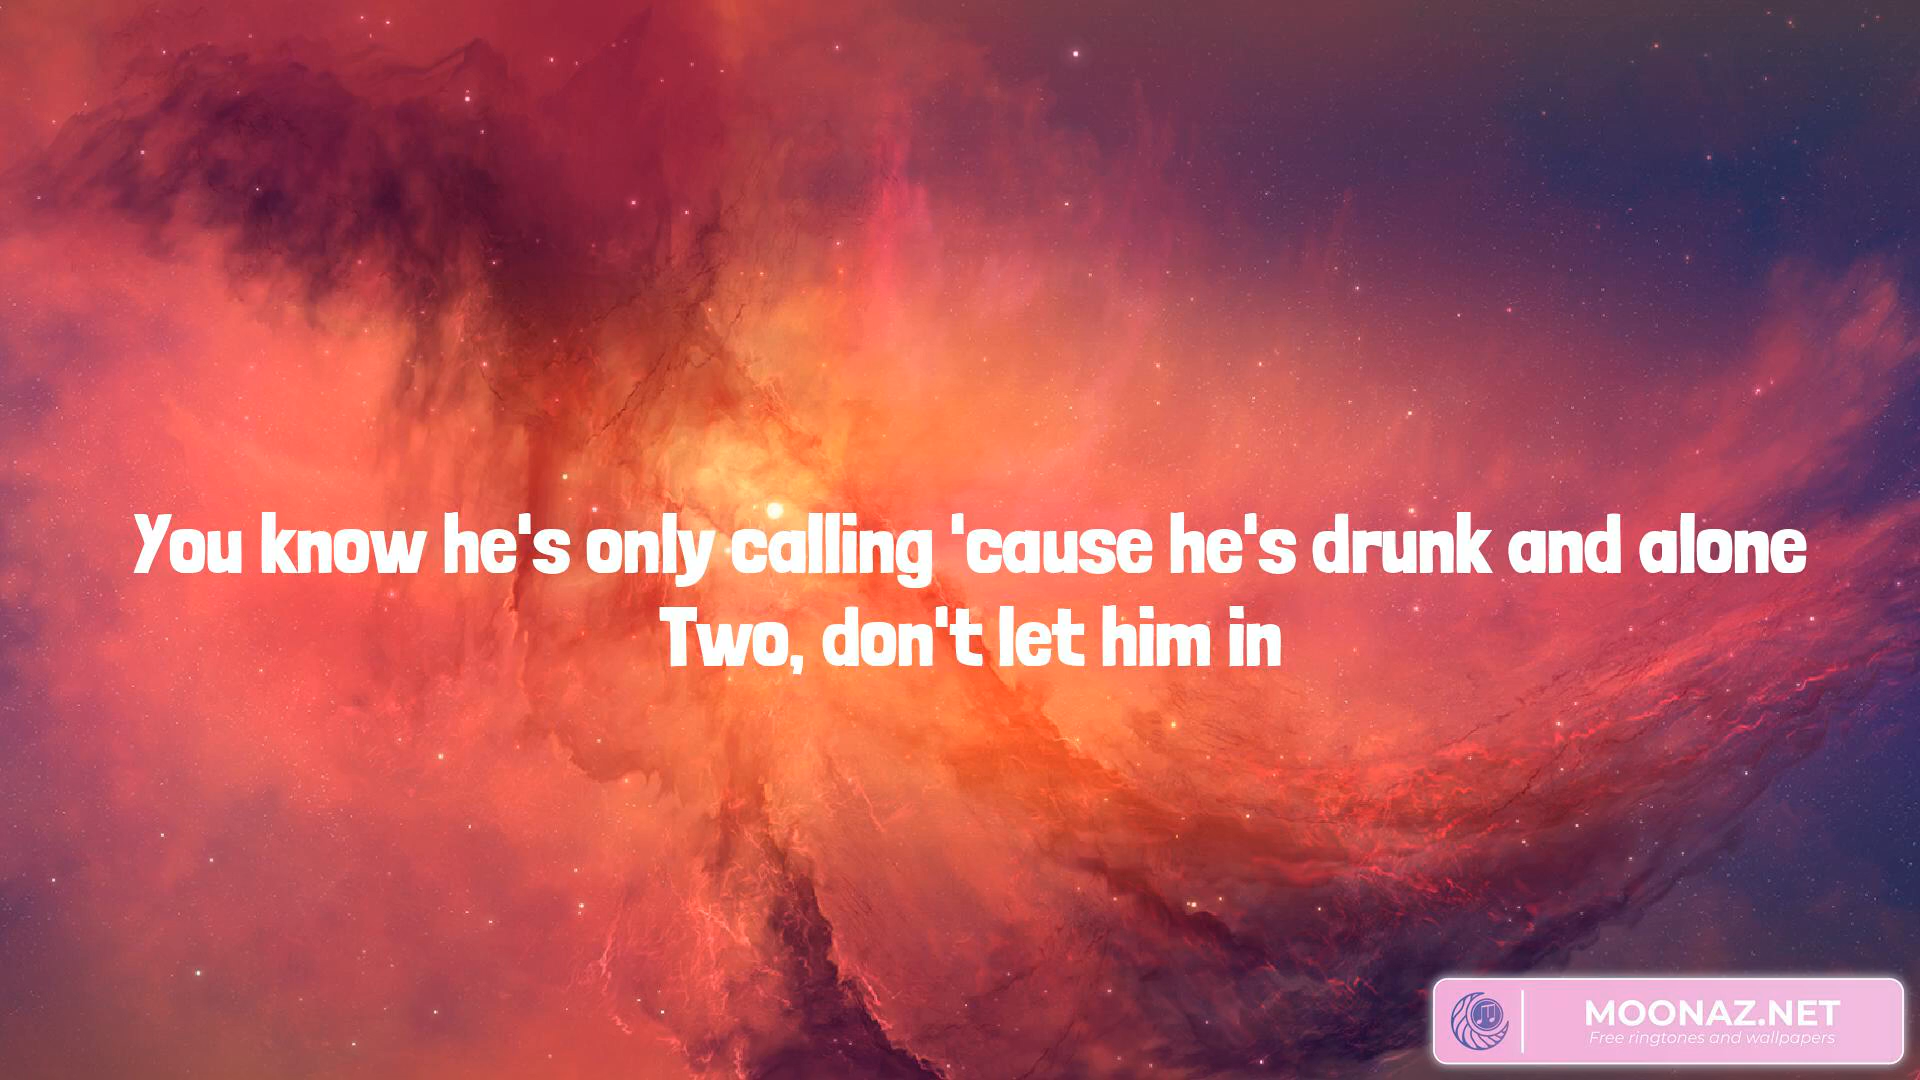 You know he's only calling 'cause he's drunk and alone
Two, don't let him in
MOONAZ.NET
Free ringtones and wallpapers